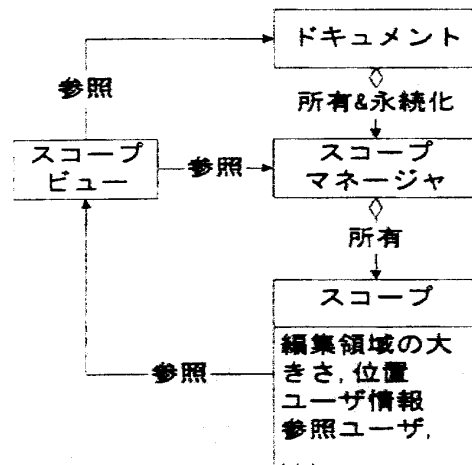 ドキュメント
参照
所有&永続化
スコープ
ビュー
参照
スコープ
マネージャ
所有
スコープ
編集領域の大
きさ, 位置
ユーザ情報
参照ユーザ,
参照